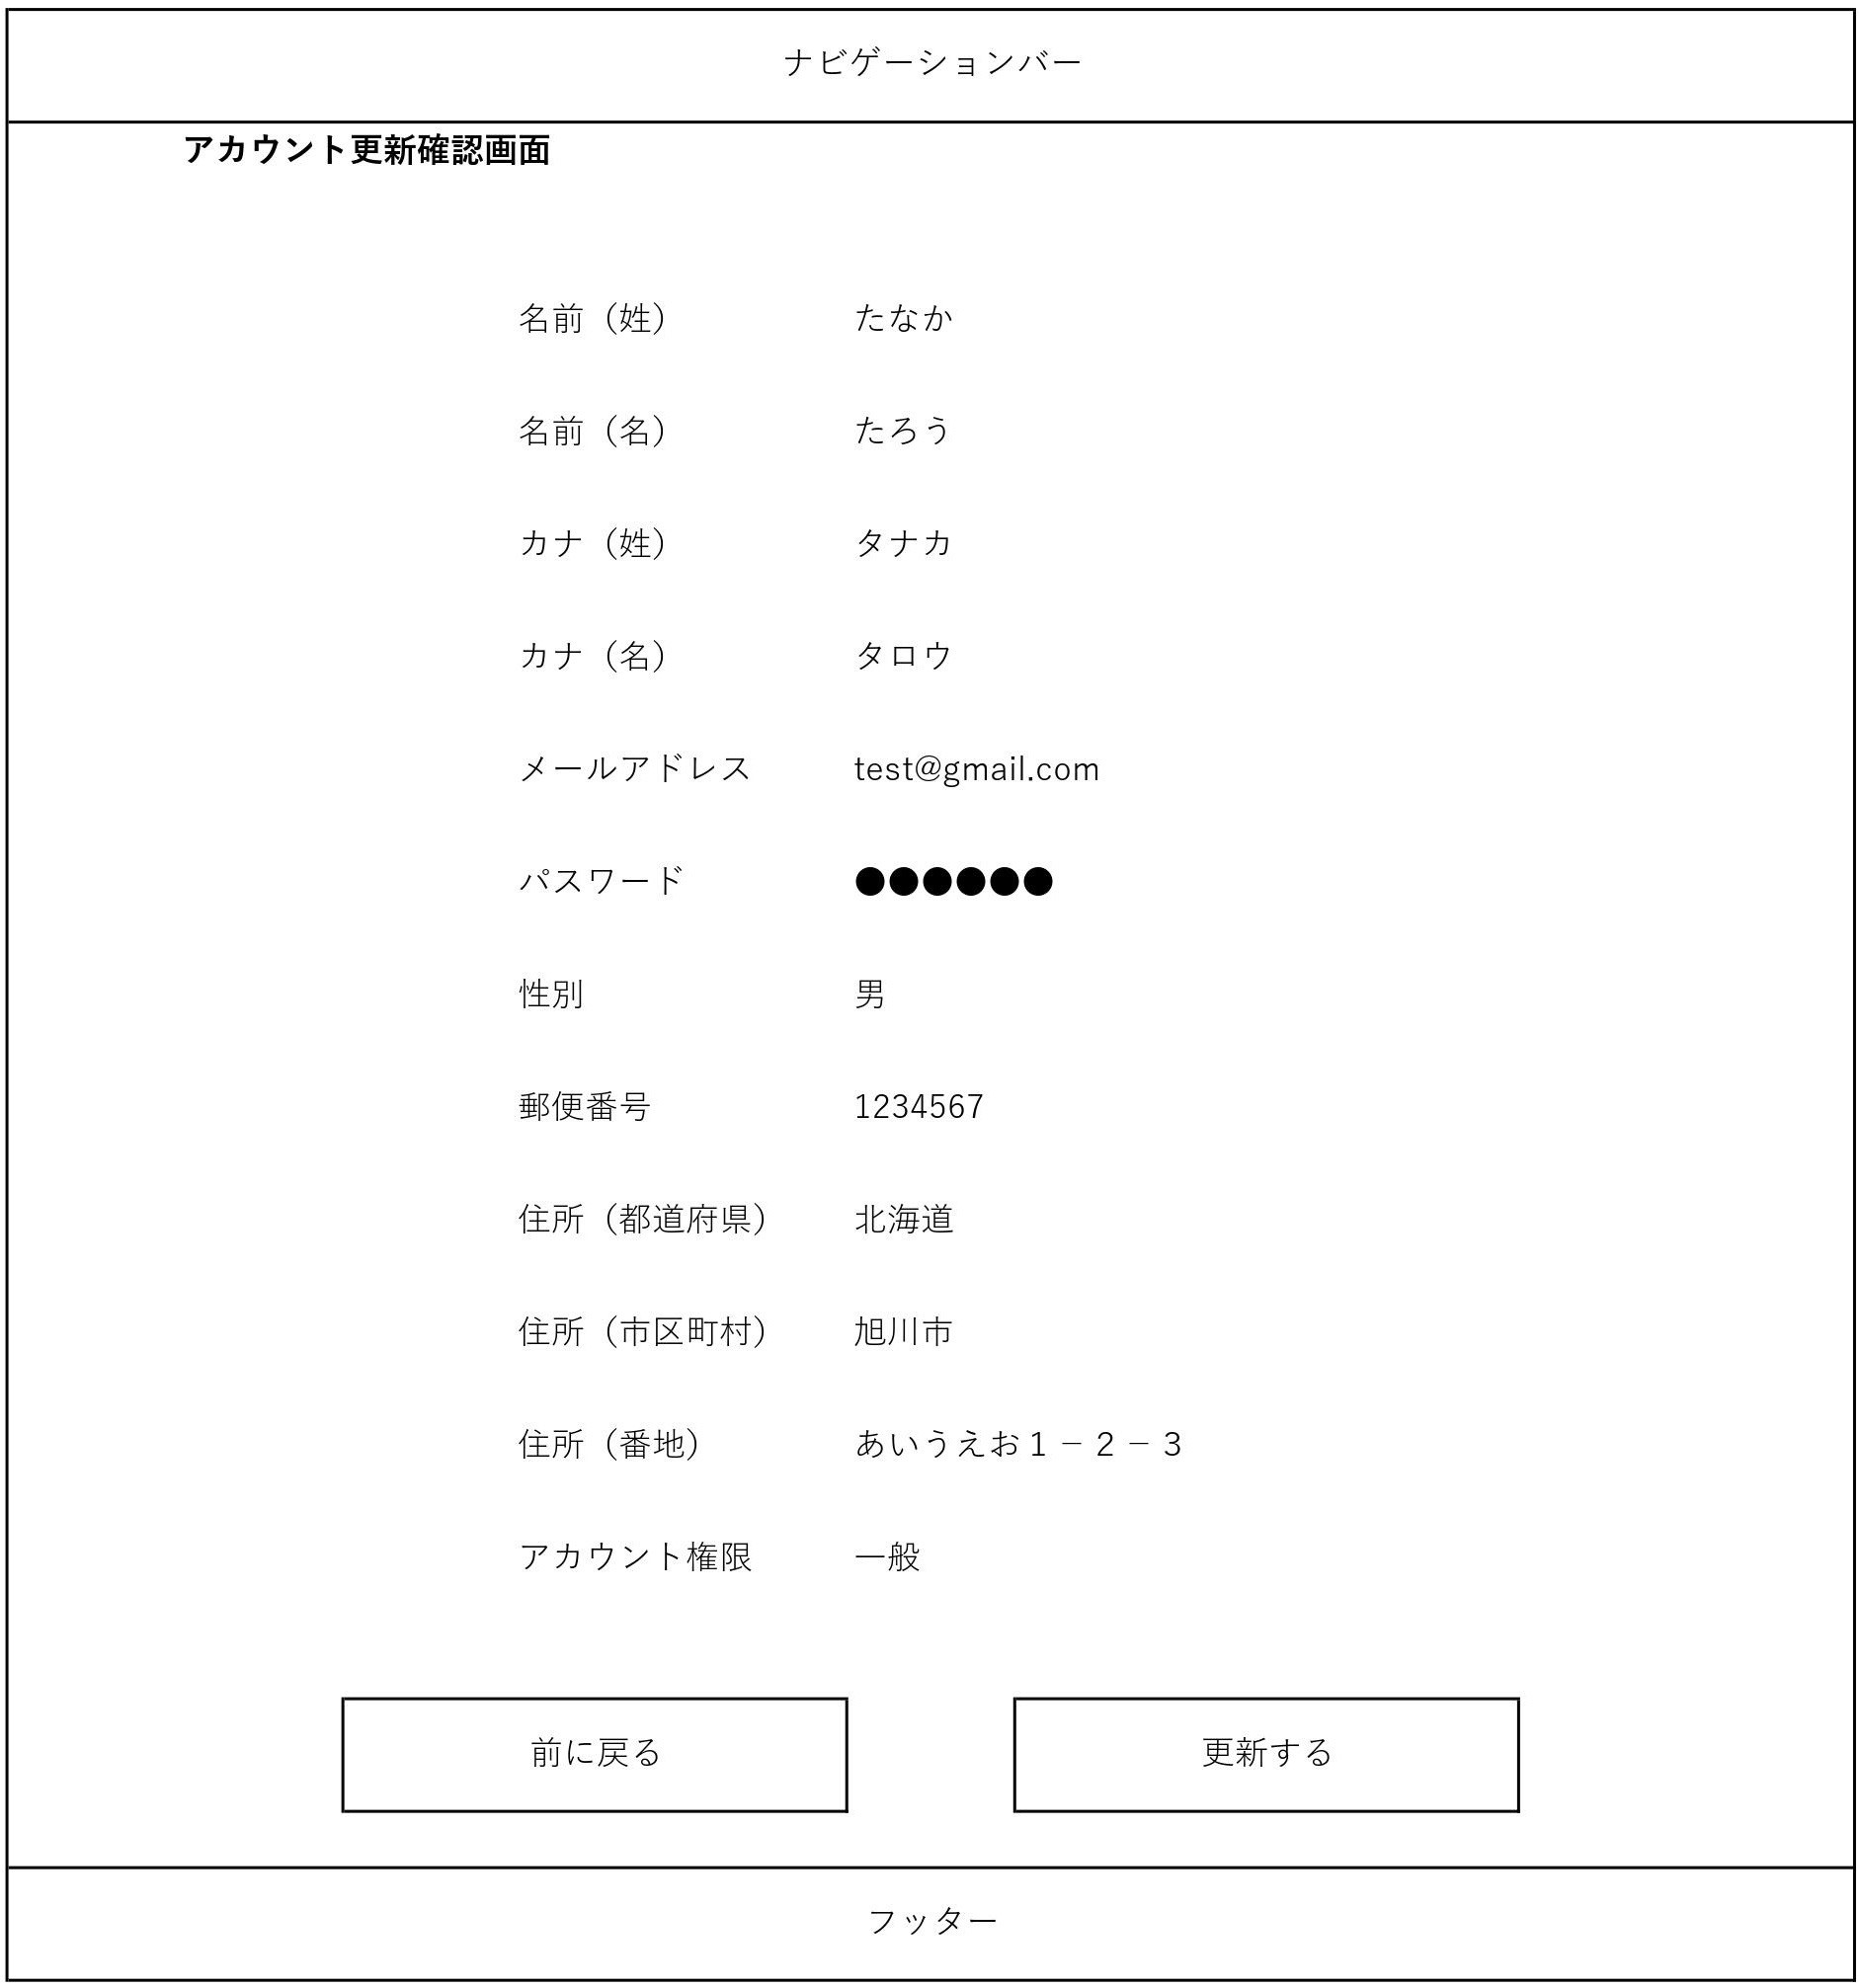 ナビゲーションバー
アカウント更新確認画面
名前（姓） たなか
名前（名） たろう
カナ（姓） タナカ
カナ（名） タロウ
メールアドレス test@gmail.com
パスワード ●●●●●●
性別 男
郵便番号 1234567
住所（都道府県） 北海道
住所（市区町村） 旭川市
住所（番地） あいうえお１－２－３
アカウント権限 一般
前に戻る 更新する
フッター